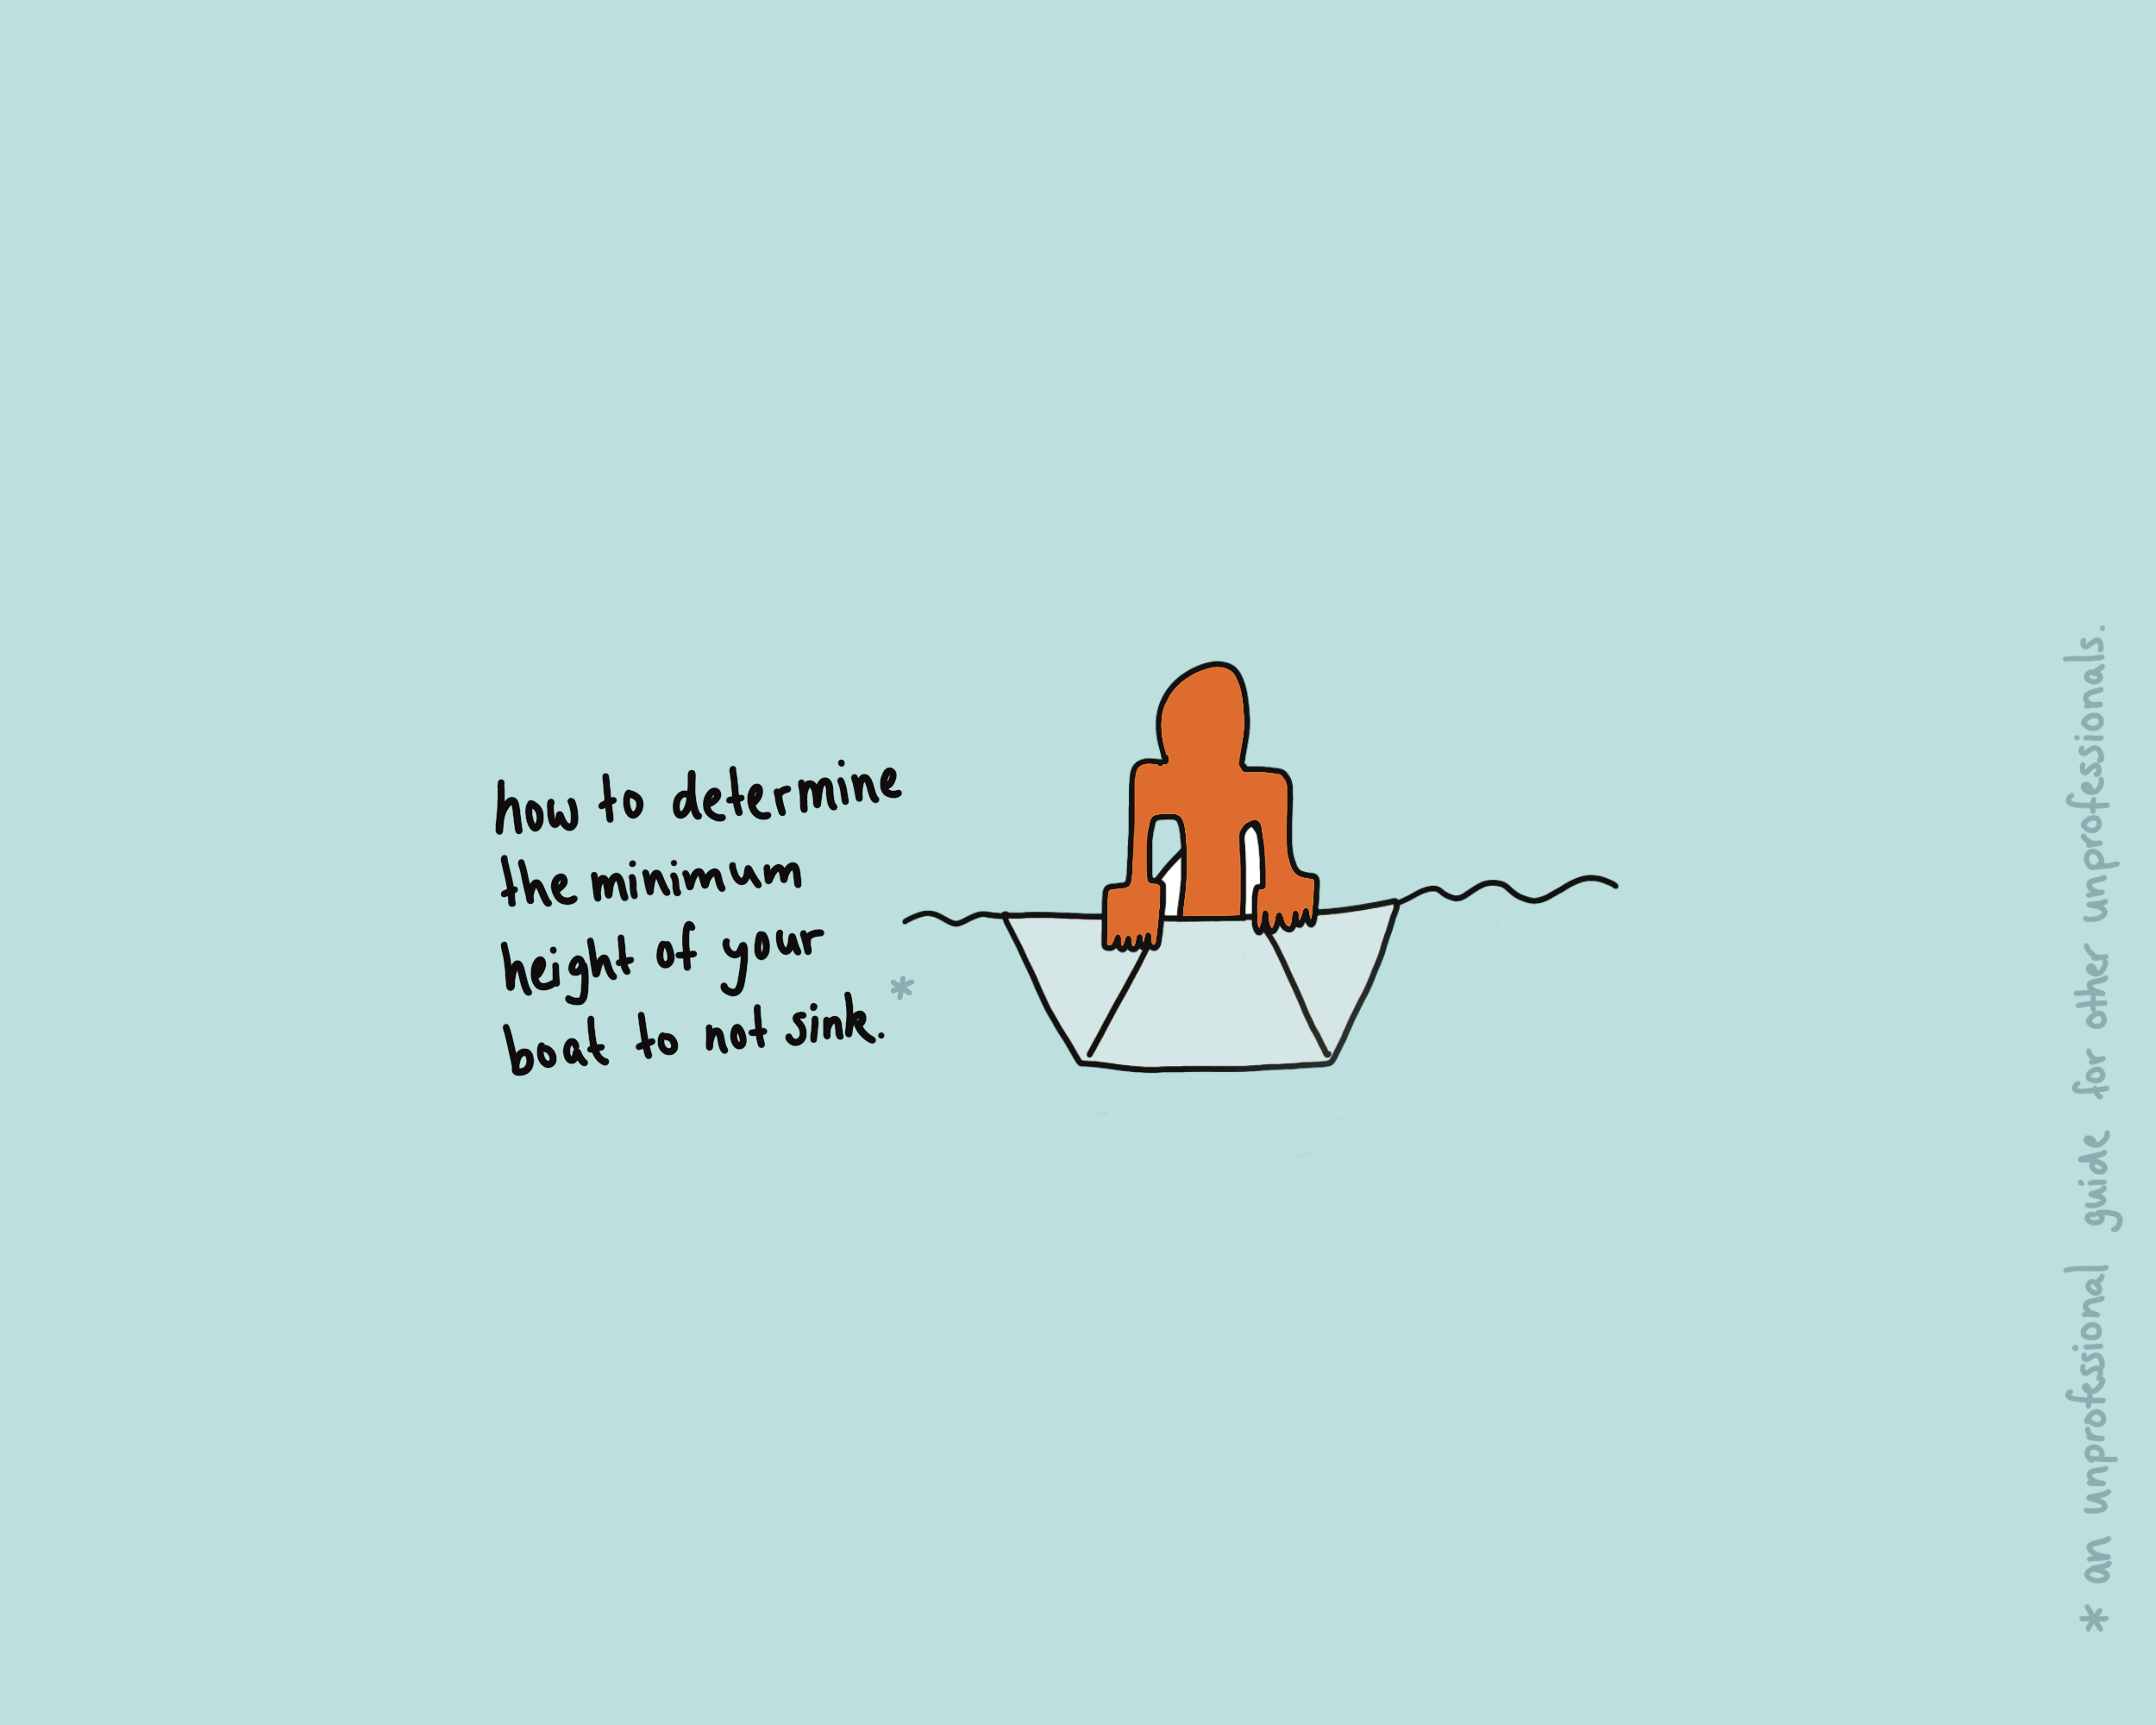 how to determine
the minimum
height of your
boat to not sink.*
* an unprofessional guide for other unprofessionals.